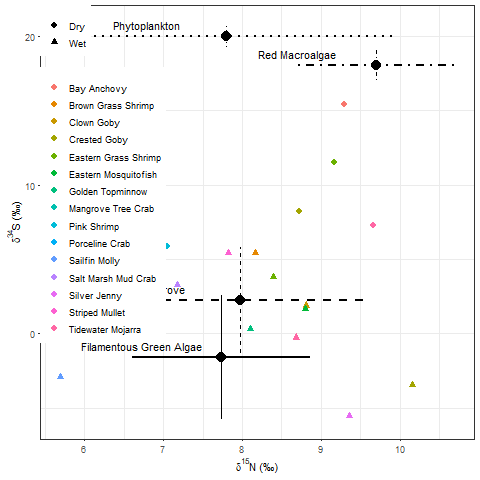 Dry
Wet
Phytoplankton
Red Macroalgae
Bay Anchovy
Brown Grass Shrimp
Clown Goby
Crested Goby
Eastern Grass Shrimp
Eastern Mosquitofish
Golden Topminnow
Mangrove Tree Crab
Pink Shrimp
Porceline Crab
Sailfin Molly
Salt Marsh Mud Crab
Silver Jenny
Striped Mullet
Tidewater Mojarra
ove
Filamentous Green Algae
20
10
0
δ³⁴S (‰)
6 7 8 9 10
δ¹⁵N (‰)